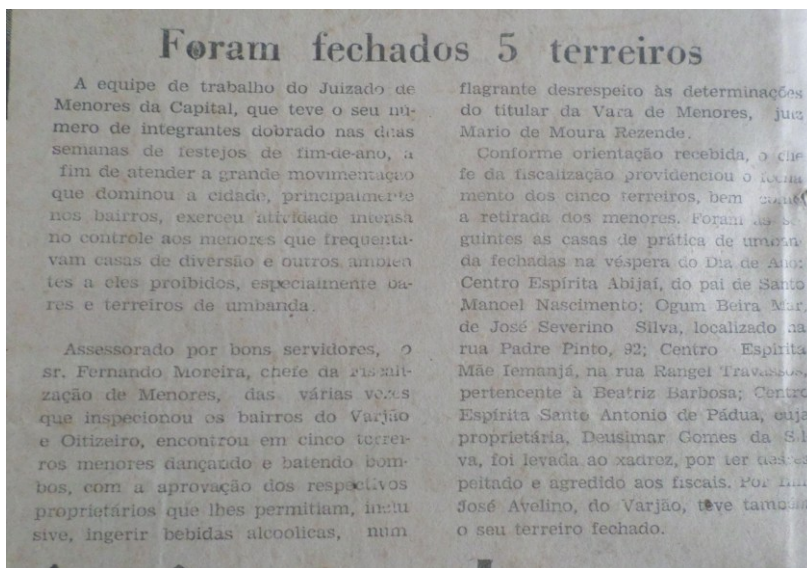 Foram fechados 5 terreiros
A equipe de trabalho do Juizado de
Menores da Capital, que teve o seu nú-
mero de integrantes dobrado nas duas
semanas de festejos de fim-de-ano, a
fim de atender a grande movimentação
que dominou a cidade, principalmente
nos bairros, exerceu atividade intensa
no controle aos menores que frequenta-
vam casas de diversão e outros ambien
tes a eles proibidos, especialmente ba-
res e terreiros de umbanda.
Assessorado por bons servidores, o
sr. Fernando Moreira, chefe da Fiscali-
zação de Menores, das várias vezes
que inspecionou os bairros do Varjão
e Oitizeiro, encontrou em cinco terrei-
ros menores dançando e batendo bom-
bos, com a aprovação dos respectivos
proprietários que lhes permitiam, inclu
sive, ingerir bebidas alcoolicas, num
flagrante desrespeito às determinações
do titular da Vara de Menores, juiz
Mario de Moura Rezende.
Conforme orientação recebida, o che
fe da fiscalização providenciou o fecha
mento dos cinco terreiros, bem como
a retirada dos menores. Foram as se
guintes as casas de prática de umban
da fechadas na véspera do Dia de Ano:
Centro Espírita Abijaí, do pai de Santo
Manoel Nascimento; Ogum Beira Mar,
de José Severino Silva, localizado na
rua Padre Pinto, 92; Centro Espírita
Mãe Iemanjá, na rua Rangel Travassos,
pertencente à Beatriz Barbosa; Centro
Espírita Santo Antonio de Pádua, cuja
proprietária, Deusimar Gomes da Sil
va, foi levada ao xadrez, por ter desres
peitado e agredido aos fiscais. Por fim
José Avelino, do Varjão, teve também
o seu terreiro fechado.